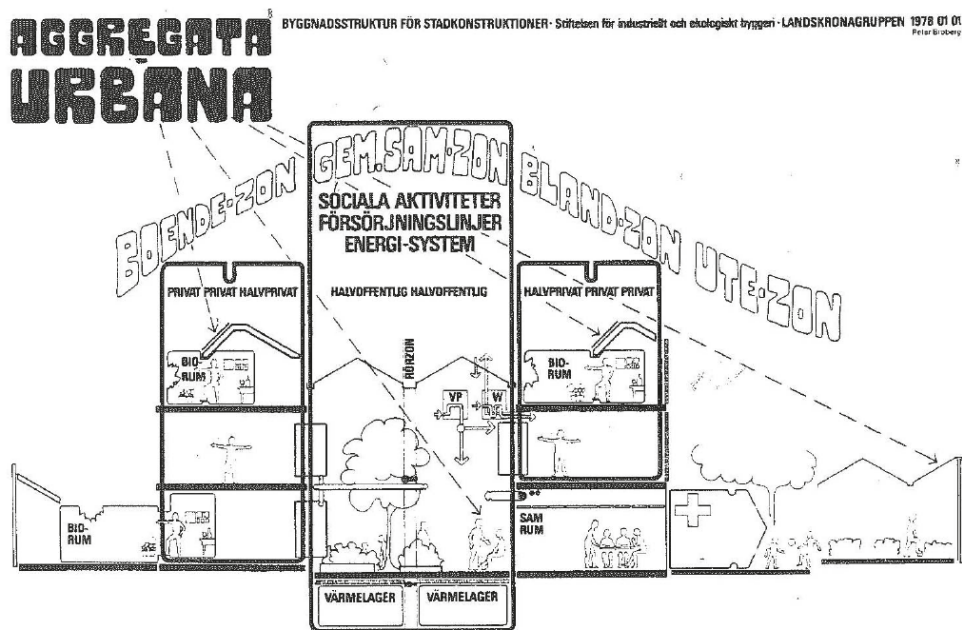 AGGREGATA
URBANA
BYGGNADSSTRUKTUR FÖR STADKONSTRUKTIONER · Stiftelsen för industriellt och ekologiskt byggeri · LANDSKRONAGRUPPEN 1978 01 01
Peter Broberg
BOENDE-ZON
GEM.SAM-ZON
BLAND-ZON
UTE-ZON
SOCIALA AKTIVITETER
FÖRSÖRJNINGSLINJER
ENERGI-SYSTEM
PRIVAT PRIVAT HALVPRIVAT
HALVOFFENTLIG HALVOFFENTLIG
HALVPRIVAT PRIVAT PRIVAT
BIO-
RUM
RÖRZON
VP
W
BIO-
RUM
BIO-
RUM
SAM
RUM
VÄRMELAGER
VÄRMELAGER